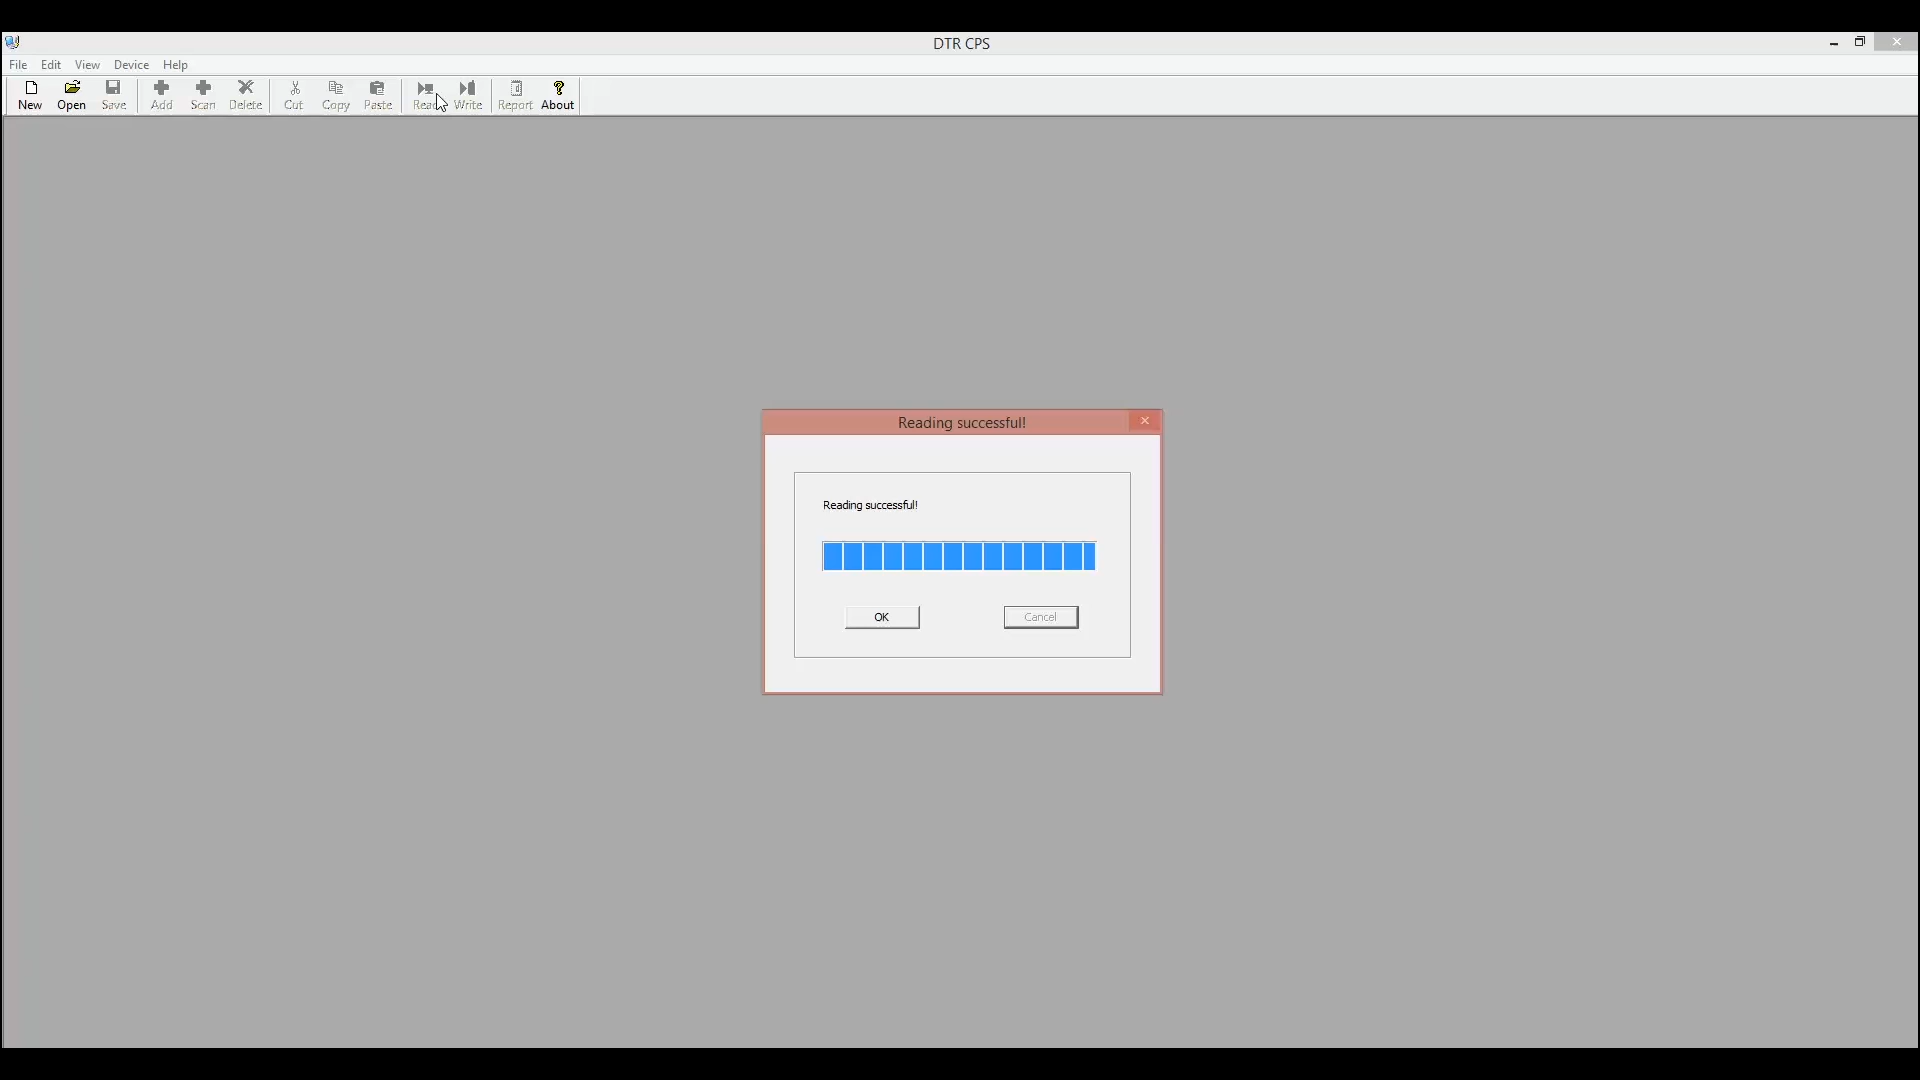 DTR CPS
File Edit View Device Help
New Open Save Add Scan Delete Cut Copy Paste Read Write Report About
Reading successful!
Reading successful!
OK Cancel